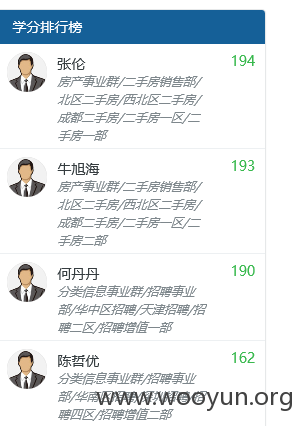 学分排行榜
张伦 194
房产事业群/二手房销售部/
北区二手房/西北区二手房/
成都二手房/二手房一区/二
手房一部
牛旭海 193
房产事业群/二手房销售部/
北区二手房/西北区二手房/
成都二手房/二手房一区/二
手房二部
何丹丹 190
分类信息事业群/招聘事业
部/华中区招聘/天津招聘/招
聘二区/招聘增值一部
陈哲优 162
分类信息事业群/招聘事业
部/华南区招聘/招聘/招
聘四区/招聘增值二部
www.wooyun.org